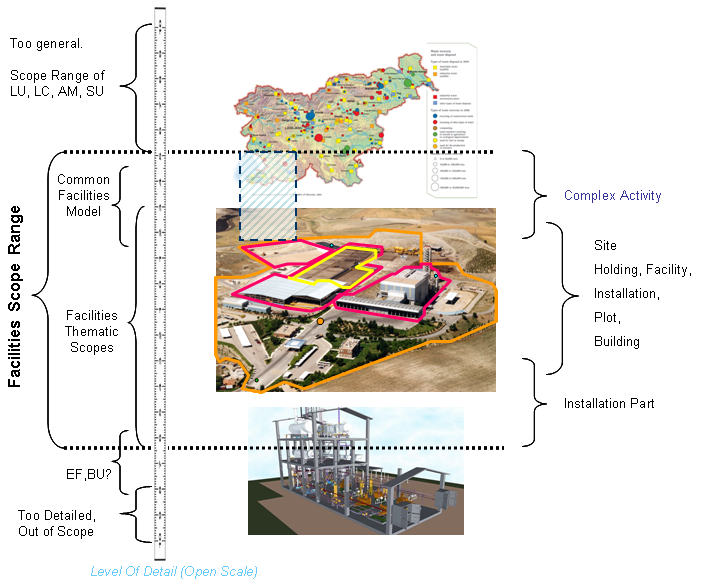 Too general.
Scope Range of
LU, LC, AM, SU
Common
Facilities
Model
Facilities Scope Range
Facilities
Thematic
Scopes
EF,BU?
Too Detailed,
Out of Scope
Level Of Detail (Open Scale)
Complex Activity
Site
Holding, Facility,
Installation,
Plot,
Building
Installation Part